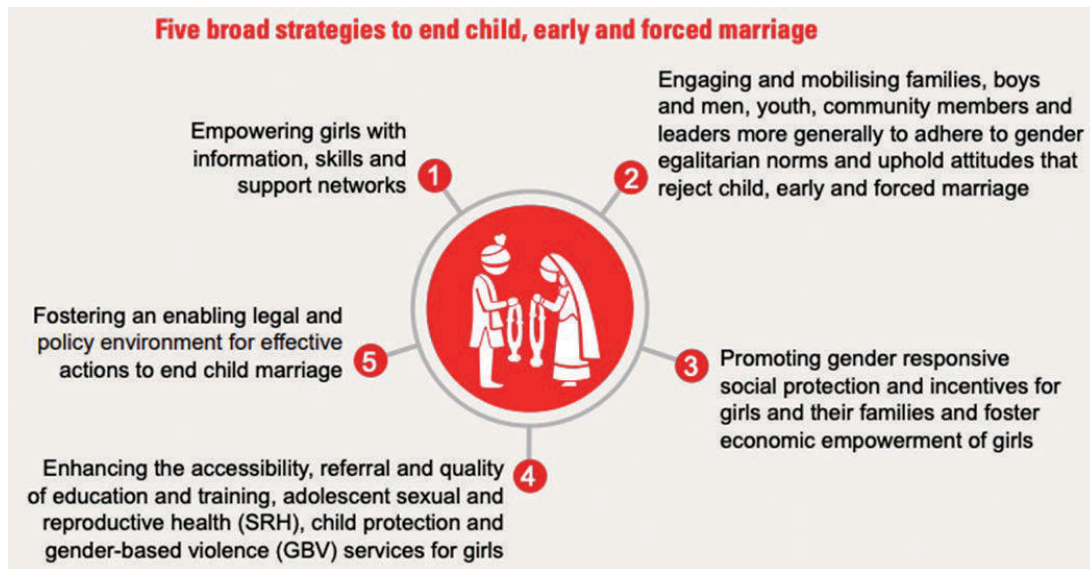 Five broad strategies to end child, early and forced marriage
Empowering girls with
information, skills and
support networks
1
2
Engaging and mobilising families, boys
and men, youth, community members and
leaders more generally to adhere to gender
egalitarian norms and uphold attitudes that
reject child, early and forced marriage
3
Promoting gender responsive
social protection and incentives for
girls and their families and foster
economic empowerment of girls
4
Enhancing the accessibility, referral and quality
of education and training, adolescent sexual and
reproductive health (SRH), child protection and
gender-based violence (GBV) services for girls
Fostering an enabling legal and
policy environment for effective
actions to end child marriage
5